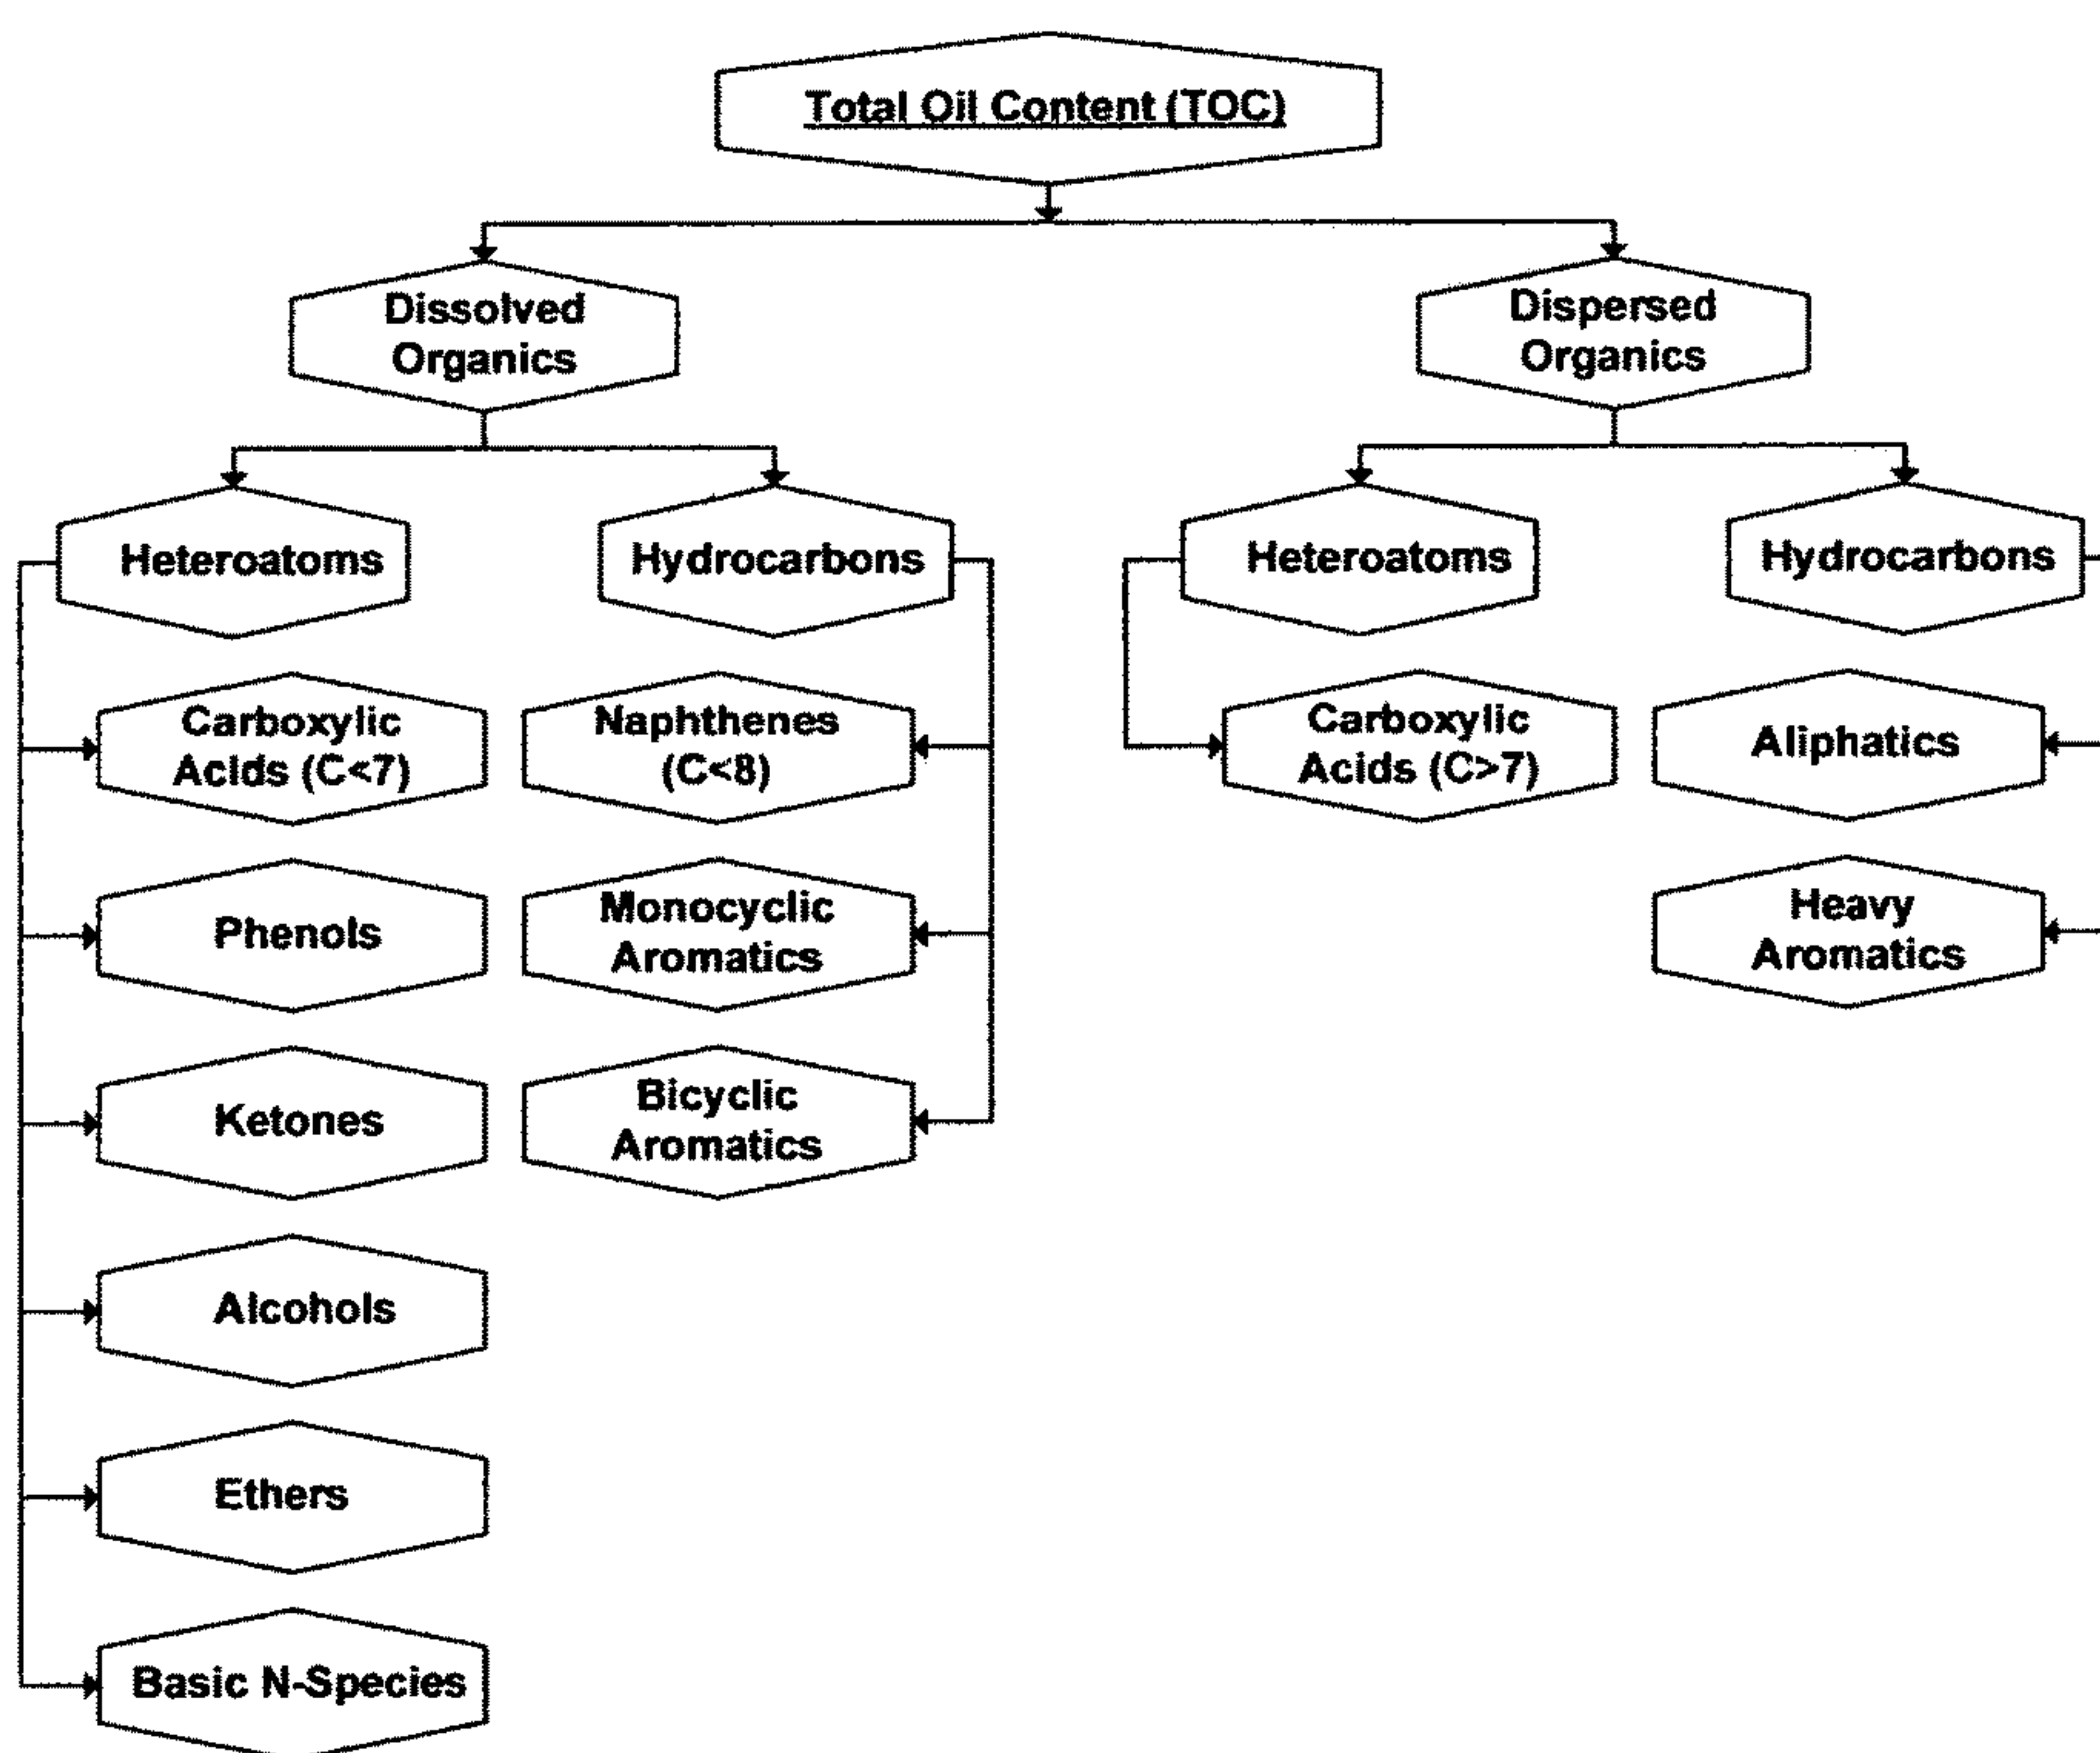 Total Oil Content (TOC)
Dissolved
Organics
Dispersed
Organics
Heteroatoms
Hydrocarbons
Heteroatoms
Hydrocarbons
Carboxylic
Acids (C<7)
Naphthenes
(C<8)
Carboxylic
Acids (C>7)
Aliphatics
Phenols
Monocyclic
Aromatics
Heavy
Aromatics
Ketones
Bicyclic
Aromatics
Alcohols
Ethers
Basic N-Species